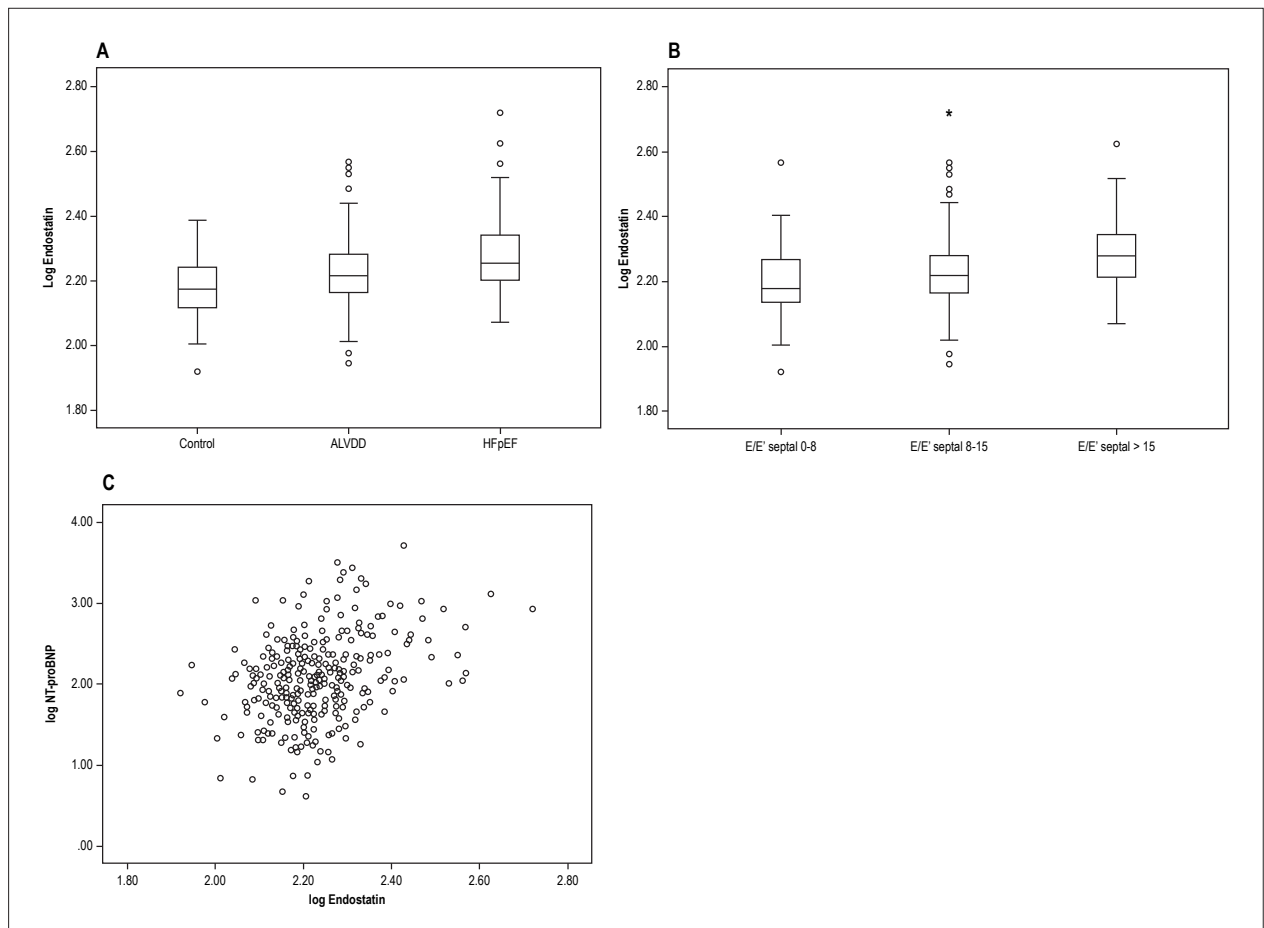 A
Log Endostatin
2.80
2.60
2.40
2.20
2.00
1.80
Control ALVDD HFpEF
B
Log Endostatin
2.80
2.60
2.40
2.20
2.00
1.80
E/E' septal 0-8 E/E' septal 8-15 E/E' septal > 15
C
log NT-proBNP
4.00
3.00
2.00
1.00
.00
1.80 2.00 2.20 2.40 2.60 2.80
log Endostatin